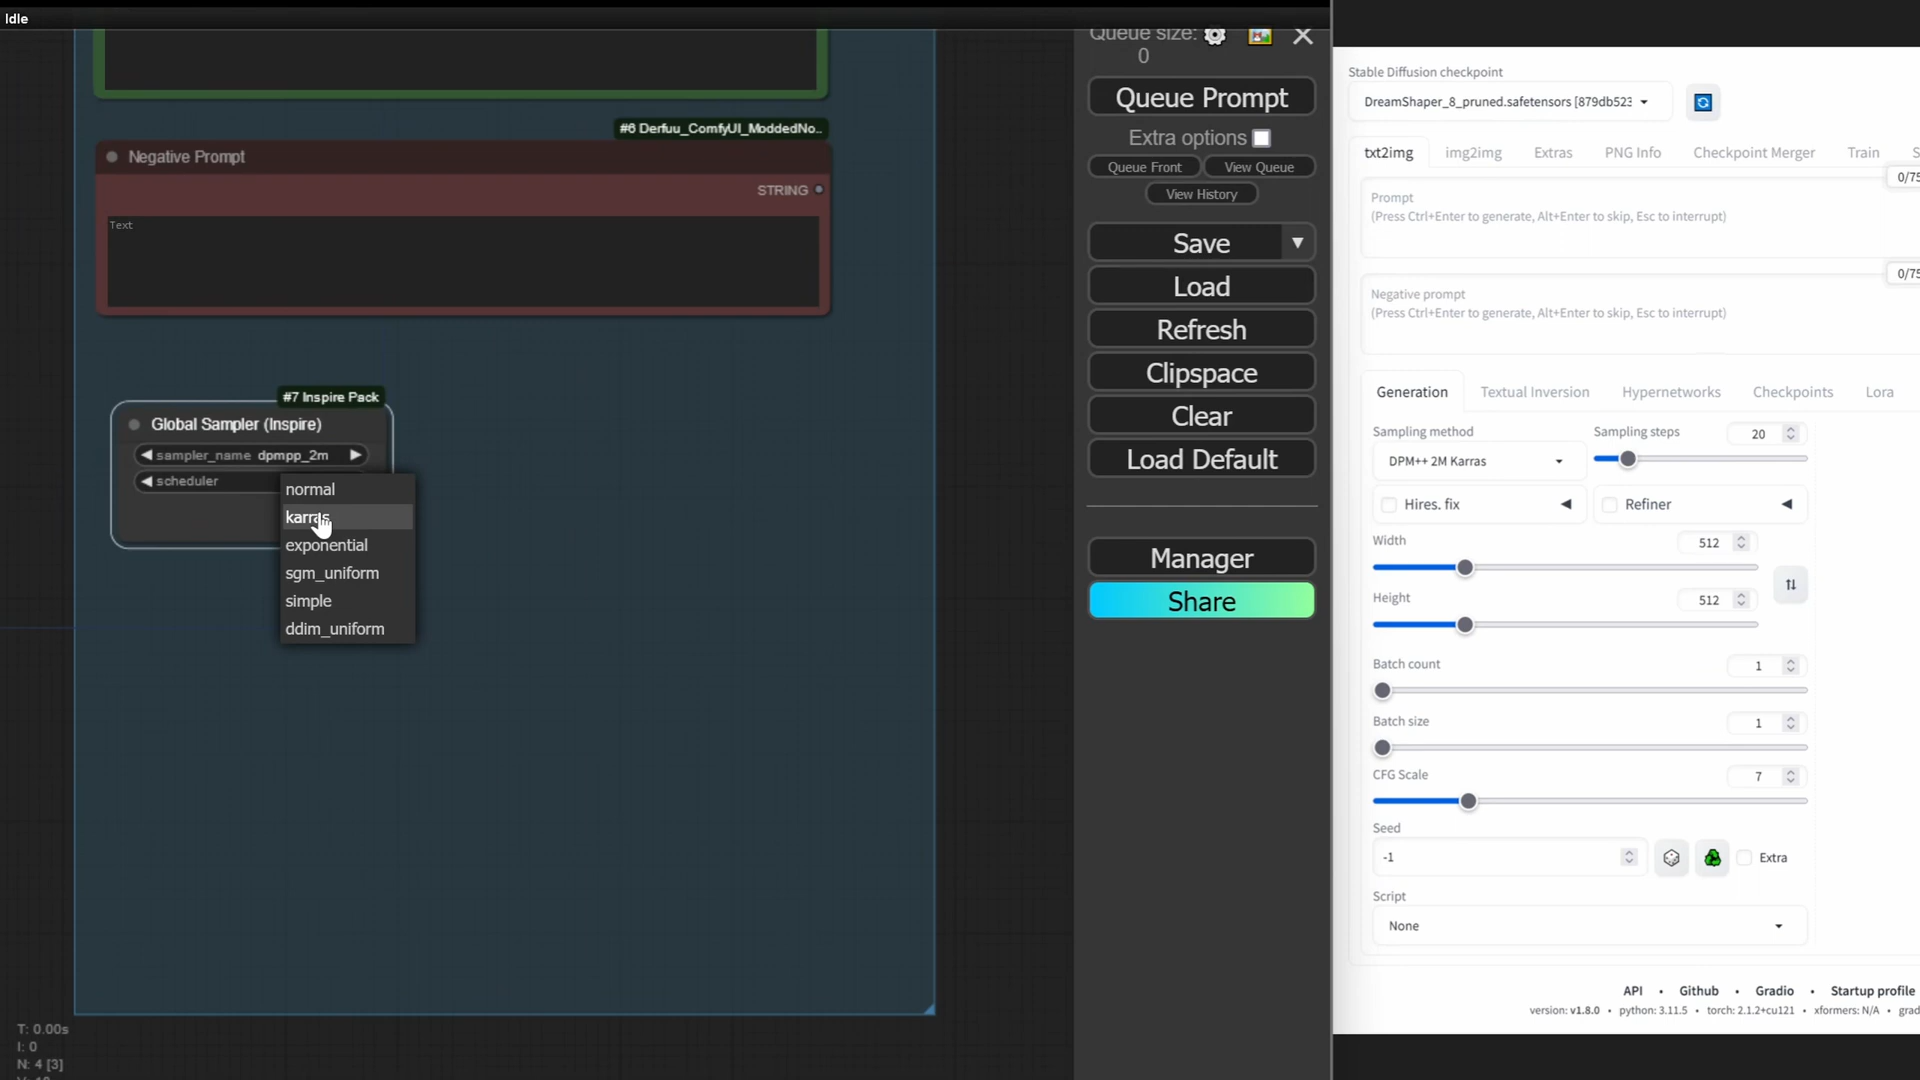 Idle
#6 Derfuu_ComfyUI_ModdedNo..
Negative Prompt
STRING
Text
#7 Inspire Pack
Global Sampler (Inspire)
sampler_name dpmpp_2m
scheduler
normal
karras
exponential
sgm_uniform
simple
ddim_uniform
T: 0.00s
I: 0
N: 4 [3]
Queue size:
0
Queue Prompt
Extra options
Queue Front
View Queue
View History
Save
Load
Refresh
Clipspace
Clear
Load Default
Manager
Share
Stable Diffusion checkpoint
DreamShaper_8_pruned.safetensors [879db523
txt2img img2img Extras PNG Info Checkpoint Merger Train S
0/75
Prompt
(Press Ctrl+Enter to generate, Alt+Enter to skip, Esc to interrupt)
0/75
Negative prompt
(Press Ctrl+Enter to generate, Alt+Enter to skip, Esc to interrupt)
Generation Textual Inversion Hypernetworks Checkpoints Lora
Sampling method
DPM++ 2M Karras
Sampling steps
20
Hires. fix
Refiner
Width
512
Height
512
Batch count
1
Batch size
1
CFG Scale
7
Seed
-1
Extra
Script
None
API • Github • Gradio • Startup profile
version: v1.8.0 • python: 3.11.5 • torch: 2.1.2+cu121 • xformers: N/A • grad